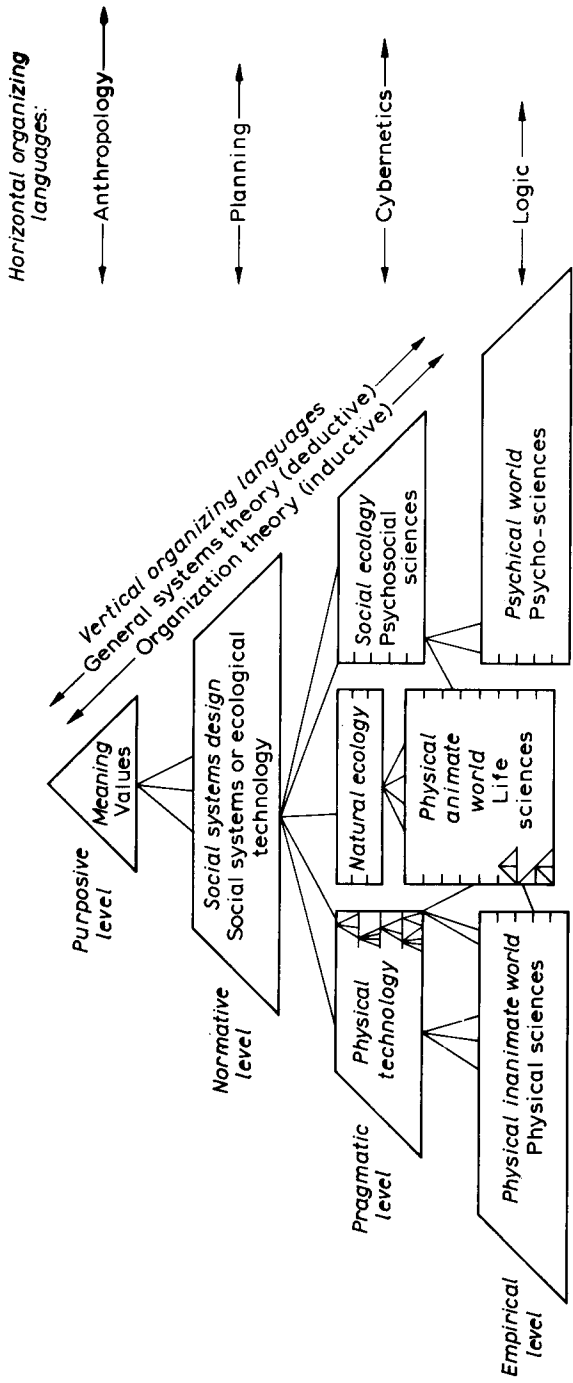 Horizontal organizing
languages:
Purposive
level
Meaning
Values
Anthropology
Vertical organizing languages
General systems theory (deductive)
Organization theory (inductive)
Normative
level
Social systems design
Social systems or ecological
technology
Planning
Pragmatic
level
Physical
technology
Natural ecology
Social ecology
Psychosocial
sciences
Cybernetics
Empirical
level
Physical inanimate world
Physical sciences
Physical
animate
world
Life
sciences
Psychical world
Psycho-sciences
Logic